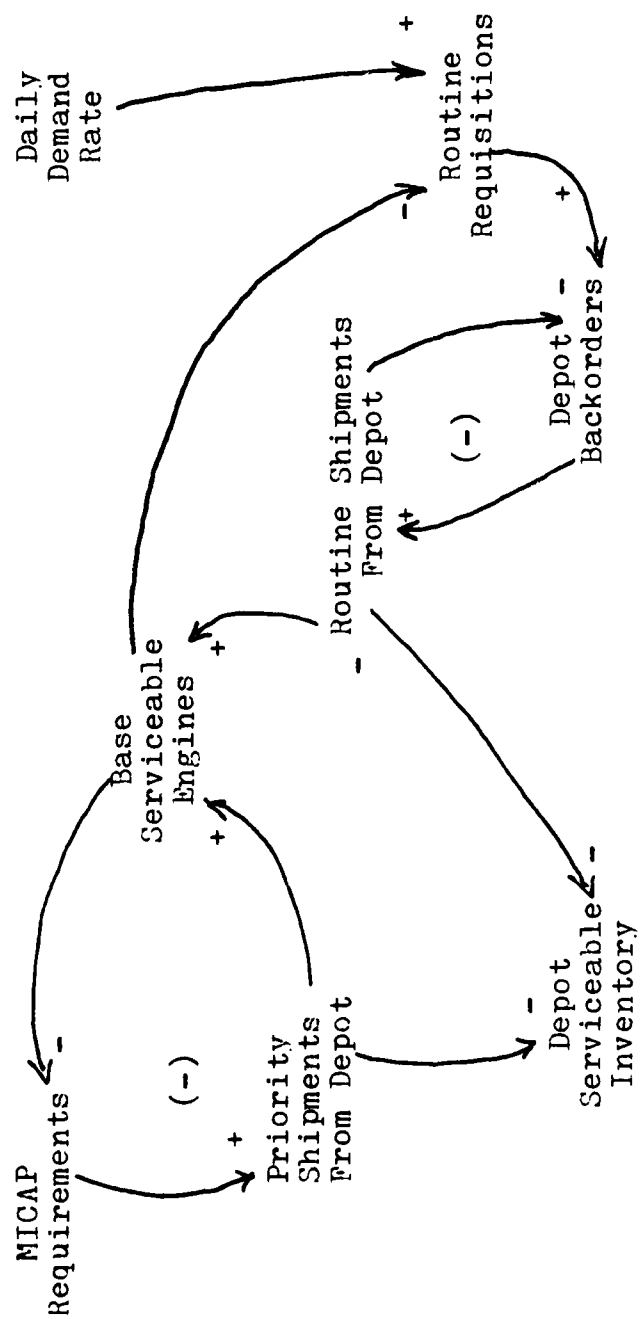 Daily
Demand
Rate
+
Routine
Requisitions
-
+
-
Depot
Backorders
Routine Shipments
From Depot
+
(-)
-
+
Base
Serviceable
Engines
+
MICAP
Requirements
-
(-)
+
Priority
Shipments
From Depot
-
Depot
Serviceable
Inventory
-